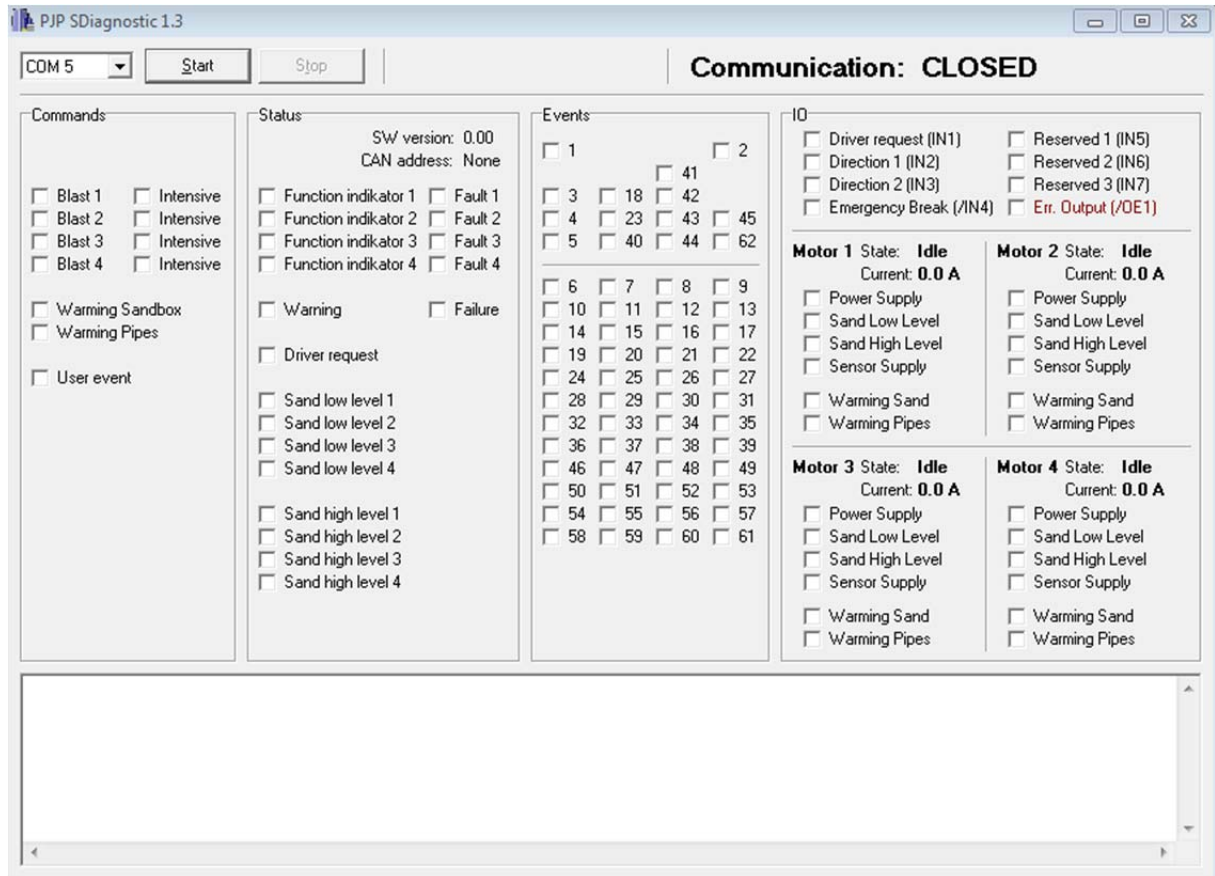 PJP SDiagnostic 1.3
COM 5 Start Stop Communication: CLOSED
Commands
Blast 1 Intensive
Blast 2 Intensive
Blast 3 Intensive
Blast 4 Intensive
Warming Sandbox
Warming Pipes
User event
Status
SW version: 0.00
CAN address: None
Function indikator 1 Fault 1
Function indikator 2 Fault 2
Function indikator 3 Fault 3
Function indikator 4 Fault 4
Warning Failure
Driver request
Sand low level 1
Sand low level 2
Sand low level 3
Sand low level 4
Sand high level 1
Sand high level 2
Sand high level 3
Sand high level 4
Events
1 2
41
3 18 42
4 23 43 45
5 40 44 62
6 7 8 9
10 11 12 13
14 15 16 17
19 20 21 22
24 25 26 27
28 29 30 31
32 33 34 35
36 37 38 39
46 47 48 49
50 51 52 53
54 55 56 57
58 59 60 61
IO
Driver request (IN1) Reserved 1 (IN5)
Direction 1 (IN2) Reserved 2 (IN6)
Direction 2 (IN3) Reserved 3 (IN7)
Emergency Break (/IN4) Err. Output (/OE1)
Motor 1 State: Idle
Current: 0.0 A
Power Supply
Sand Low Level
Sand High Level
Sensor Supply
Warming Sand
Warming Pipes
Motor 2 State: Idle
Current: 0.0 A
Power Supply
Sand Low Level
Sand High Level
Sensor Supply
Warming Sand
Warming Pipes
Motor 3 State: Idle
Current: 0.0 A
Power Supply
Sand Low Level
Sand High Level
Sensor Supply
Warming Sand
Warming Pipes
Motor 4 State: Idle
Current: 0.0 A
Power Supply
Sand Low Level
Sand High Level
Sensor Supply
Warming Sand
Warming Pipes